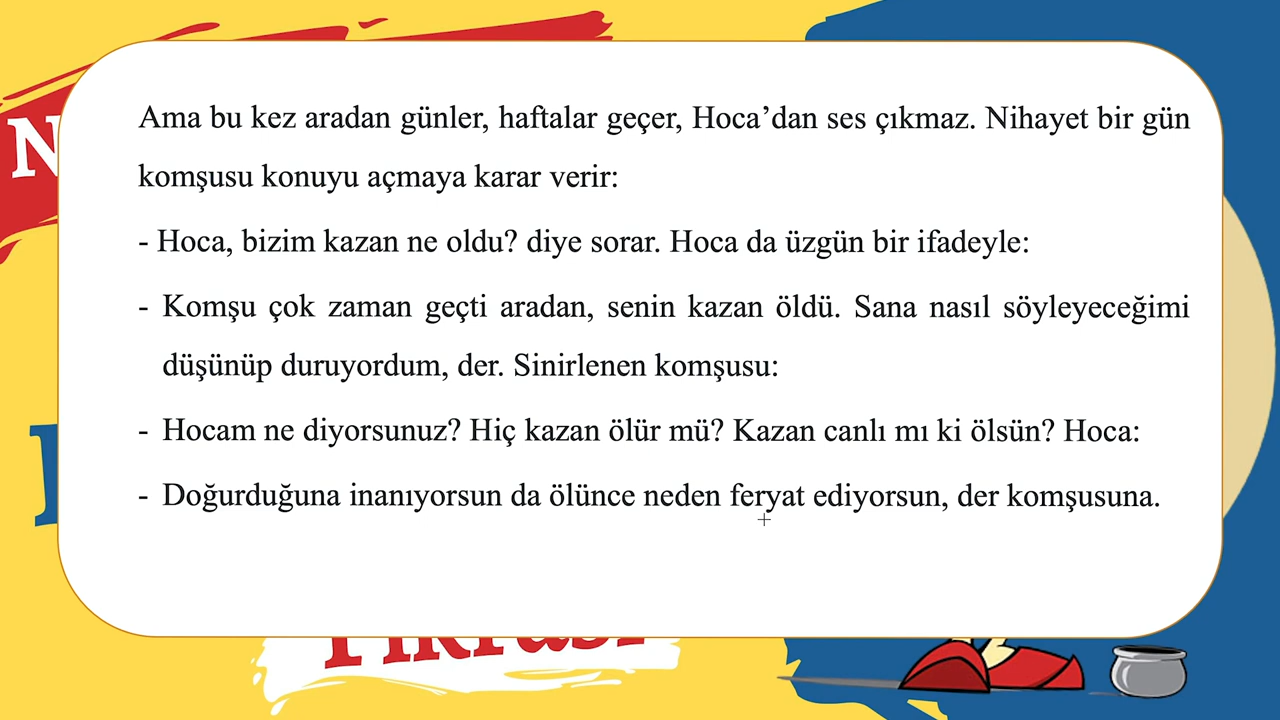 Ama bu kez aradan günler, haftalar geçer, Hoca’dan ses çıkmaz. Nihayet bir gün
komşusu konuyu açmaya karar verir:
- Hoca, bizim kazan ne oldu? diye sorar. Hoca da üzgün bir ifadeyle:
- Komşu çok zaman geçti aradan, senin kazan öldü. Sana nasıl söyleyeceğimi
düşünüp duruyordum, der. Sinirlenen komşusu:
- Hocam ne diyorsunuz? Hiç kazan ölür mü? Kazan canlı mı ki ölsün? Hoca:
- Doğurduğuna inanıyorsun da ölünce neden feryat ediyorsun, der komşusuna.